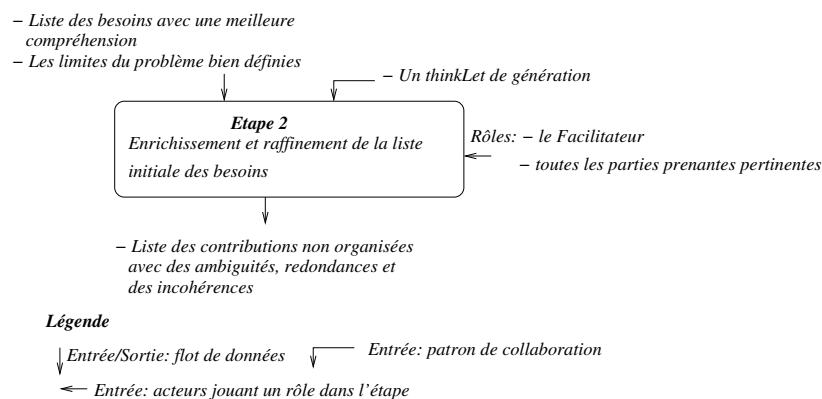 − Liste des besoins avec une meilleure
compréhension
− Les limites du problème bien définies
− Un thinkLet de génération
Etape 2
Enrichissement et raffinement de la liste
initiale des besoins
Rôles: − le Facilitateur
− toutes les parties prenantes pertinentes
− Liste des contributions non organisées
avec des ambiguités, redondances et
des incohérences
Légende
Entrée/Sortie: flot de données
Entrée: patron de collaboration
Entrée: acteurs jouant un rôle dans l'étape